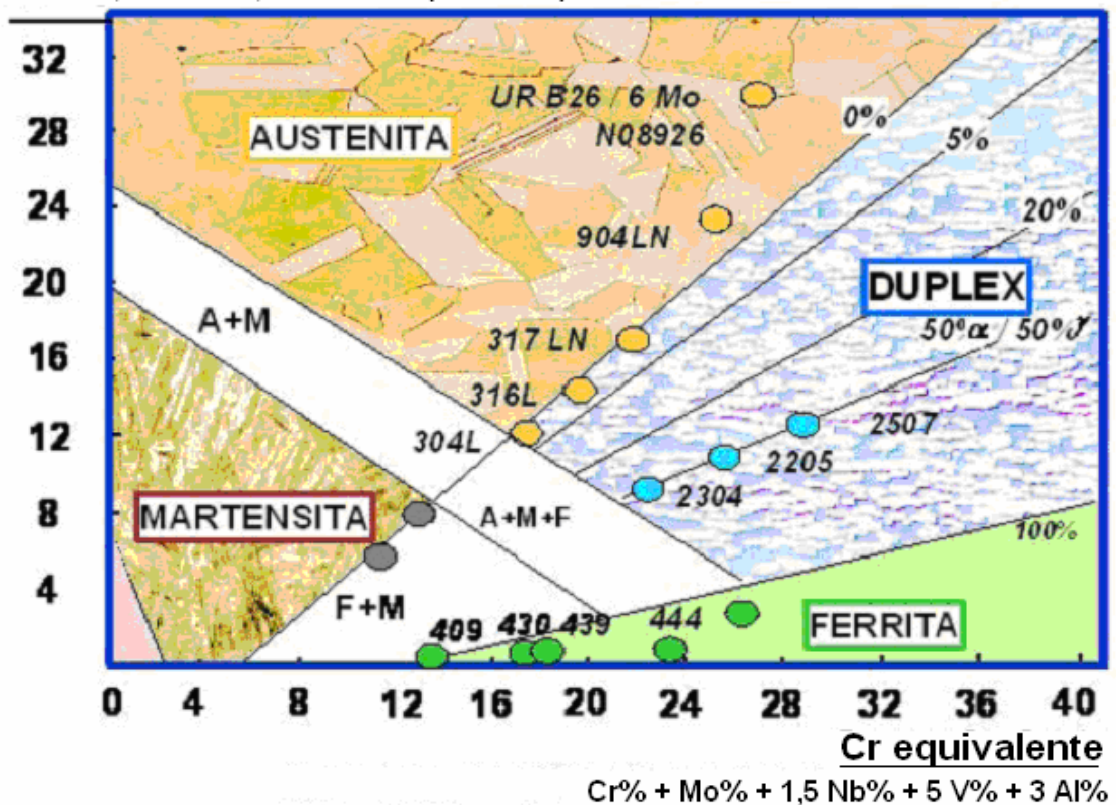 32
28
24
20
16
12
8
4
UR B26 / 6 Mo
N08926
0%
AUSTENITA
5%
904LN
20%
DUPLEX
A+M
317 LN
50%α / 50%γ
316L
2507
304L
2205
2304
MARTENSITA
A+M+F
100%
F+M
409
430
439
444
FERRITA
0 4 8 12 16 20 24 28 32 36 40
Cr equivalente
Cr% + Mo% + 1,5 Nb% + 5 V% + 3 Al%